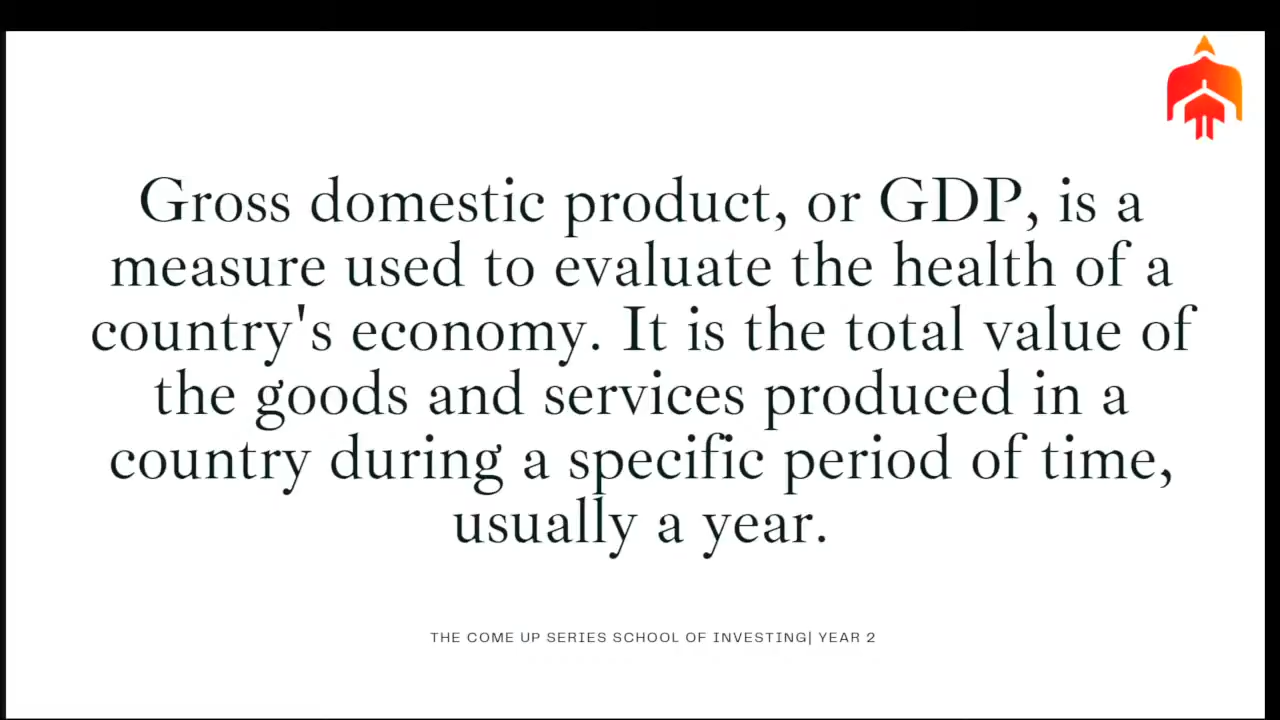 Gross domestic product, or GDP, is a
measure used to evaluate the health of a
country's economy. It is the total value of
the goods and services produced in a
country during a specific period of time,
usually a year.
THE COME UP SERIES SCHOOL OF INVESTING| YEAR 2